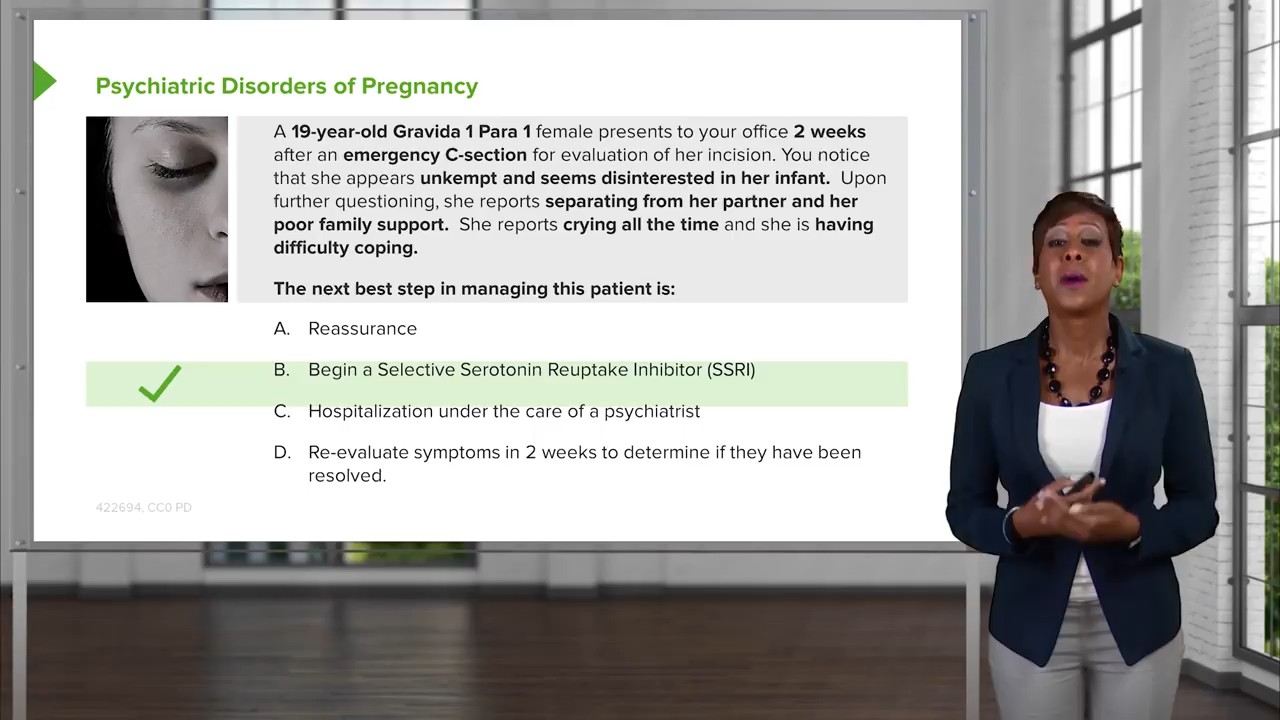 Psychiatric Disorders of Pregnancy
A 19-year-old Gravida 1 Para 1 female presents to your office 2 weeks
after an emergency C-section for evaluation of her incision. You notice
that she appears unkempt and seems disinterested in her infant. Upon
further questioning, she reports separating from her partner and her
poor family support. She reports crying all the time and she is having
difficulty coping.
The next best step in managing this patient is:
A. Reassurance
B. Begin a Selective Serotonin Reuptake Inhibitor (SSRI)
C. Hospitalization under the care of a psychiatrist
D. Re-evaluate symptoms in 2 weeks to determine if they have been
resolved.
422694, CC0 PD